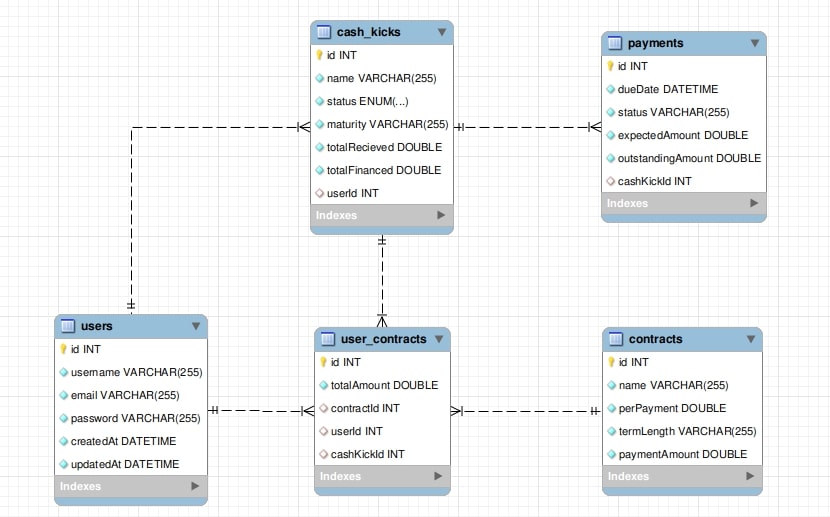 cash_kicks
id INT
name VARCHAR(255)
status ENUM(...)
maturity VARCHAR(255)
totalRecieved DOUBLE
totalFinanced DOUBLE
userId INT
Indexes
payments
id INT
dueDate DATETIME
status VARCHAR(255)
expectedAmount DOUBLE
outstandingAmount DOUBLE
cashKickId INT
Indexes
users
id INT
username VARCHAR(255)
email VARCHAR(255)
password VARCHAR(255)
createdAt DATETIME
updatedAt DATETIME
Indexes
user_contracts
id INT
totalAmount DOUBLE
contractId INT
userId INT
cashKickId INT
Indexes
contracts
id INT
name VARCHAR(255)
perPayment DOUBLE
termLength VARCHAR(255)
paymentAmount DOUBLE
Indexes